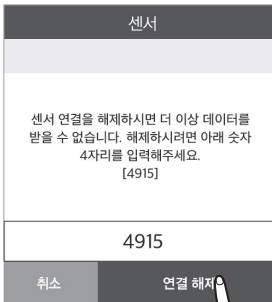 센서
센서 연결을 해제하시면 더 이상 데이터를
받을 수 없습니다. 해제하시려면 아래 숫자
4자리를 입력해주세요.
[4915]
4915
취소
연결 해제